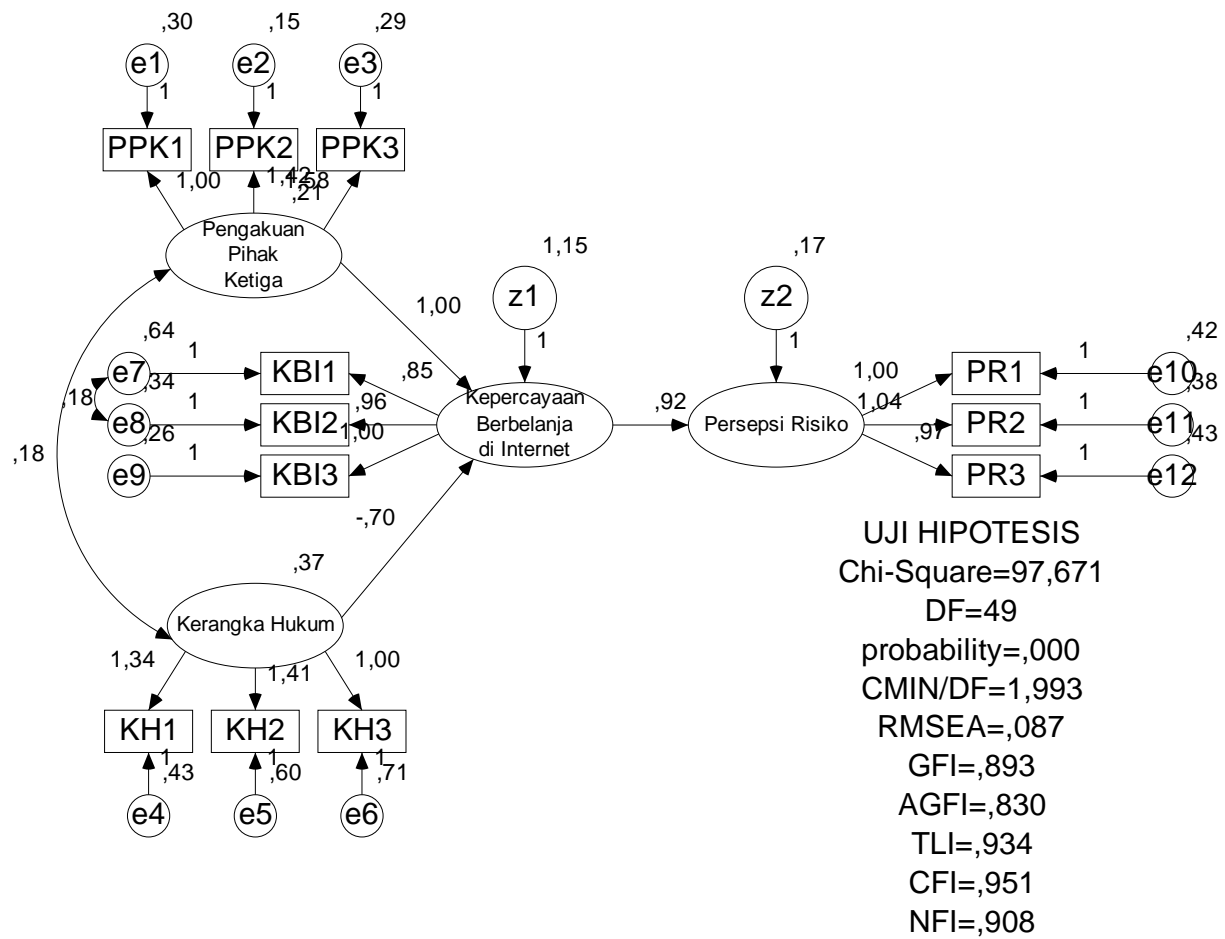 ,30
,15
,29
e1
e2
e3
1
1
1
PPK1
PPK2
PPK3
1,00
1,42
1,58
,21
Pengakuan
Pihak
Ketiga
1,15
,17
z1
z2
1,00
1
1
,64
e7
1
KBI1
,85
,18
,34
e8
1
KBI2
,96
,26
e9
1
KBI3
1,00
Kepercayaan
Berbelanja
di Internet
,92
Persepsi Risiko
1,00
1,04
,97
PR1
PR2
PR3
1
1
1
,42
e10
,38
e11
,43
e12
,18
-,70
,37
Kerangka Hukum
1,34
1,41
1,00
KH1
KH2
KH3
1
1
1
,43
,60
,71
e4
e5
e6
UJI HIPOTESIS
Chi-Square=97,671
DF=49
probability=,000
CMIN/DF=1,993
RMSEA=,087
GFI=,893
AGFI=,830
TLI=,934
CFI=,951
NFI=,908